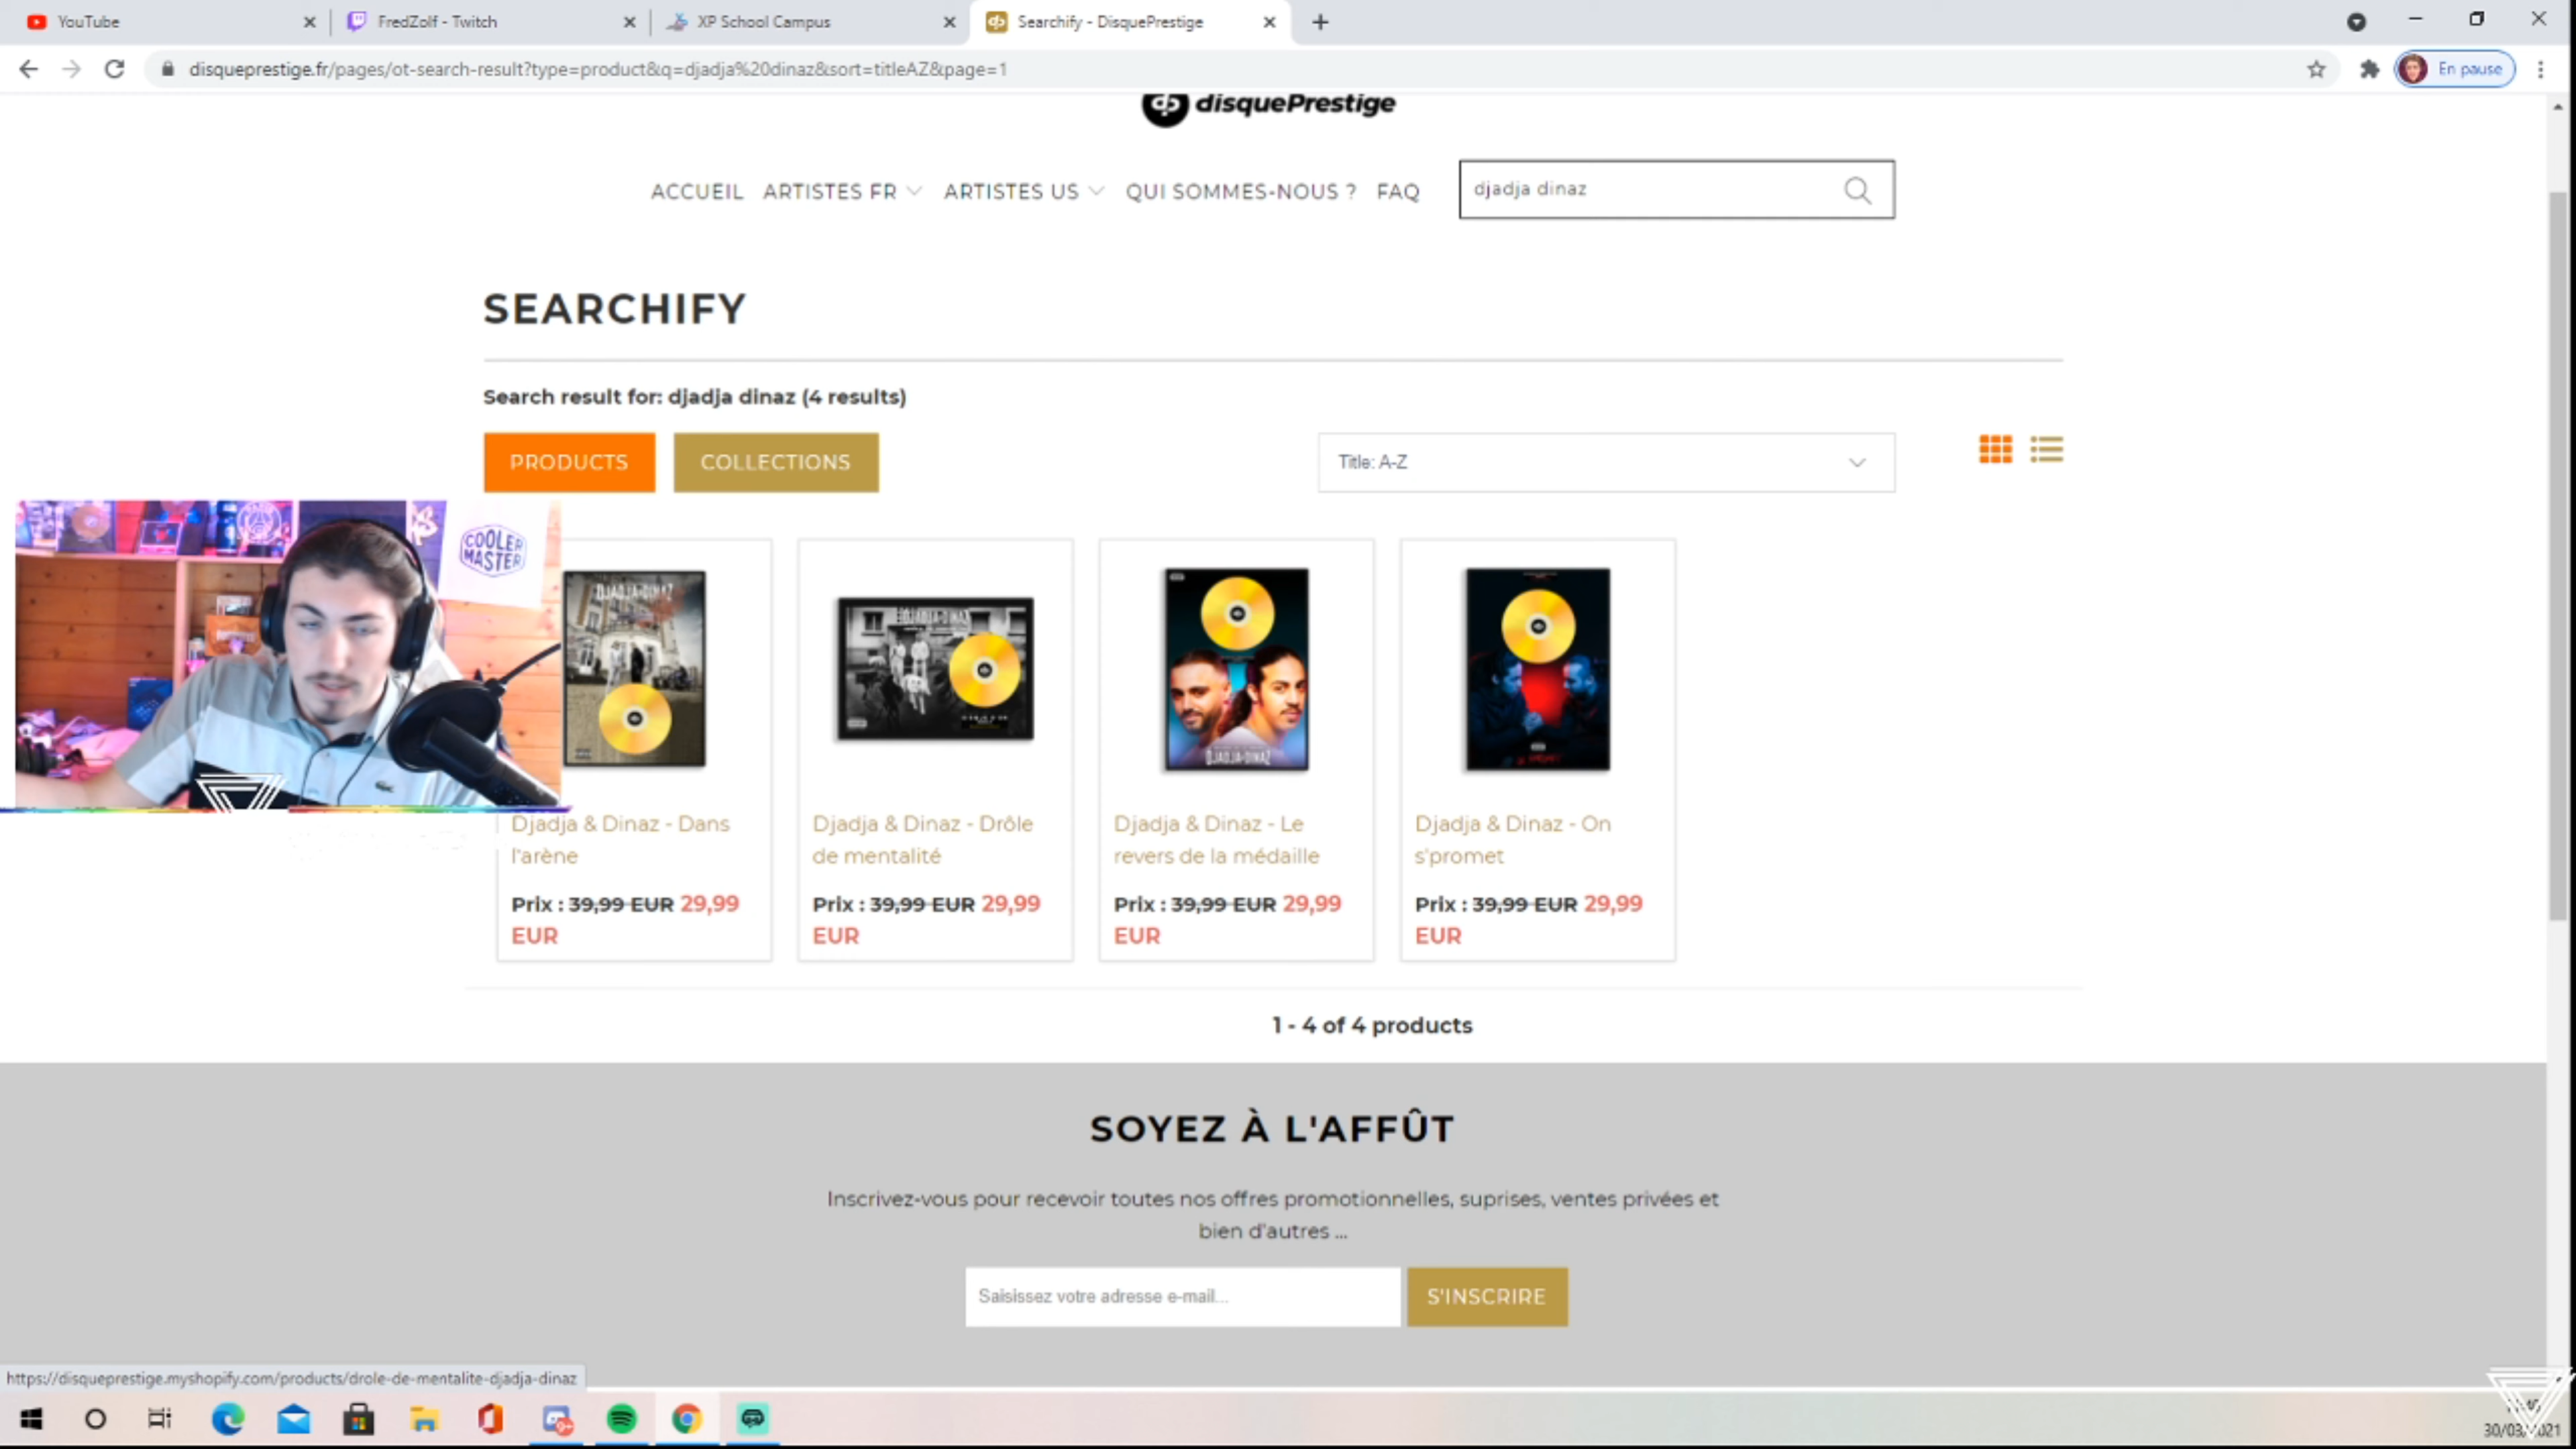 YouTube
FredZolf - Twitch
XP School Campus
Searchify - DisquePrestige
disqueprestige.fr/pages/ot-search-result?type=product&q=djadja%20dinaz&sort=titleAZ&page=1
En pause
disquePrestige
ACCUEIL ARTISTES FR ARTISTES US QUI SOMMES-NOUS ? FAQ
djadja dinaz
SEARCHIFY
Search result for: djadja dinaz (4 results)
PRODUCTS
COLLECTIONS
Title: A-Z
COOLER
MASTER
DJADJA & DINAZ
DJADJA & DINAZ
DJADJA & DINAZ
Djadja & Dinaz - Dans
l'arène
Prix : 39,99 EUR 29,99
EUR
Djadja & Dinaz - Drôle
de mentalité
Prix : 39,99 EUR 29,99
EUR
Djadja & Dinaz - Le
revers de la médaille
Prix : 39,99 EUR 29,99
EUR
Djadja & Dinaz - On
s'promet
Prix : 39,99 EUR 29,99
EUR
1 - 4 of 4 products
SOYEZ À L'AFFÛT
Inscrivez-vous pour recevoir toutes nos offres promotionnelles, suprises, ventes privées et
bien d'autres ...
Saisissez votre adresse e-mail...
S'INSCRIRE
https://disqueprestige.myshopify.com/products/drole-de-mentalite-djadja-dinaz